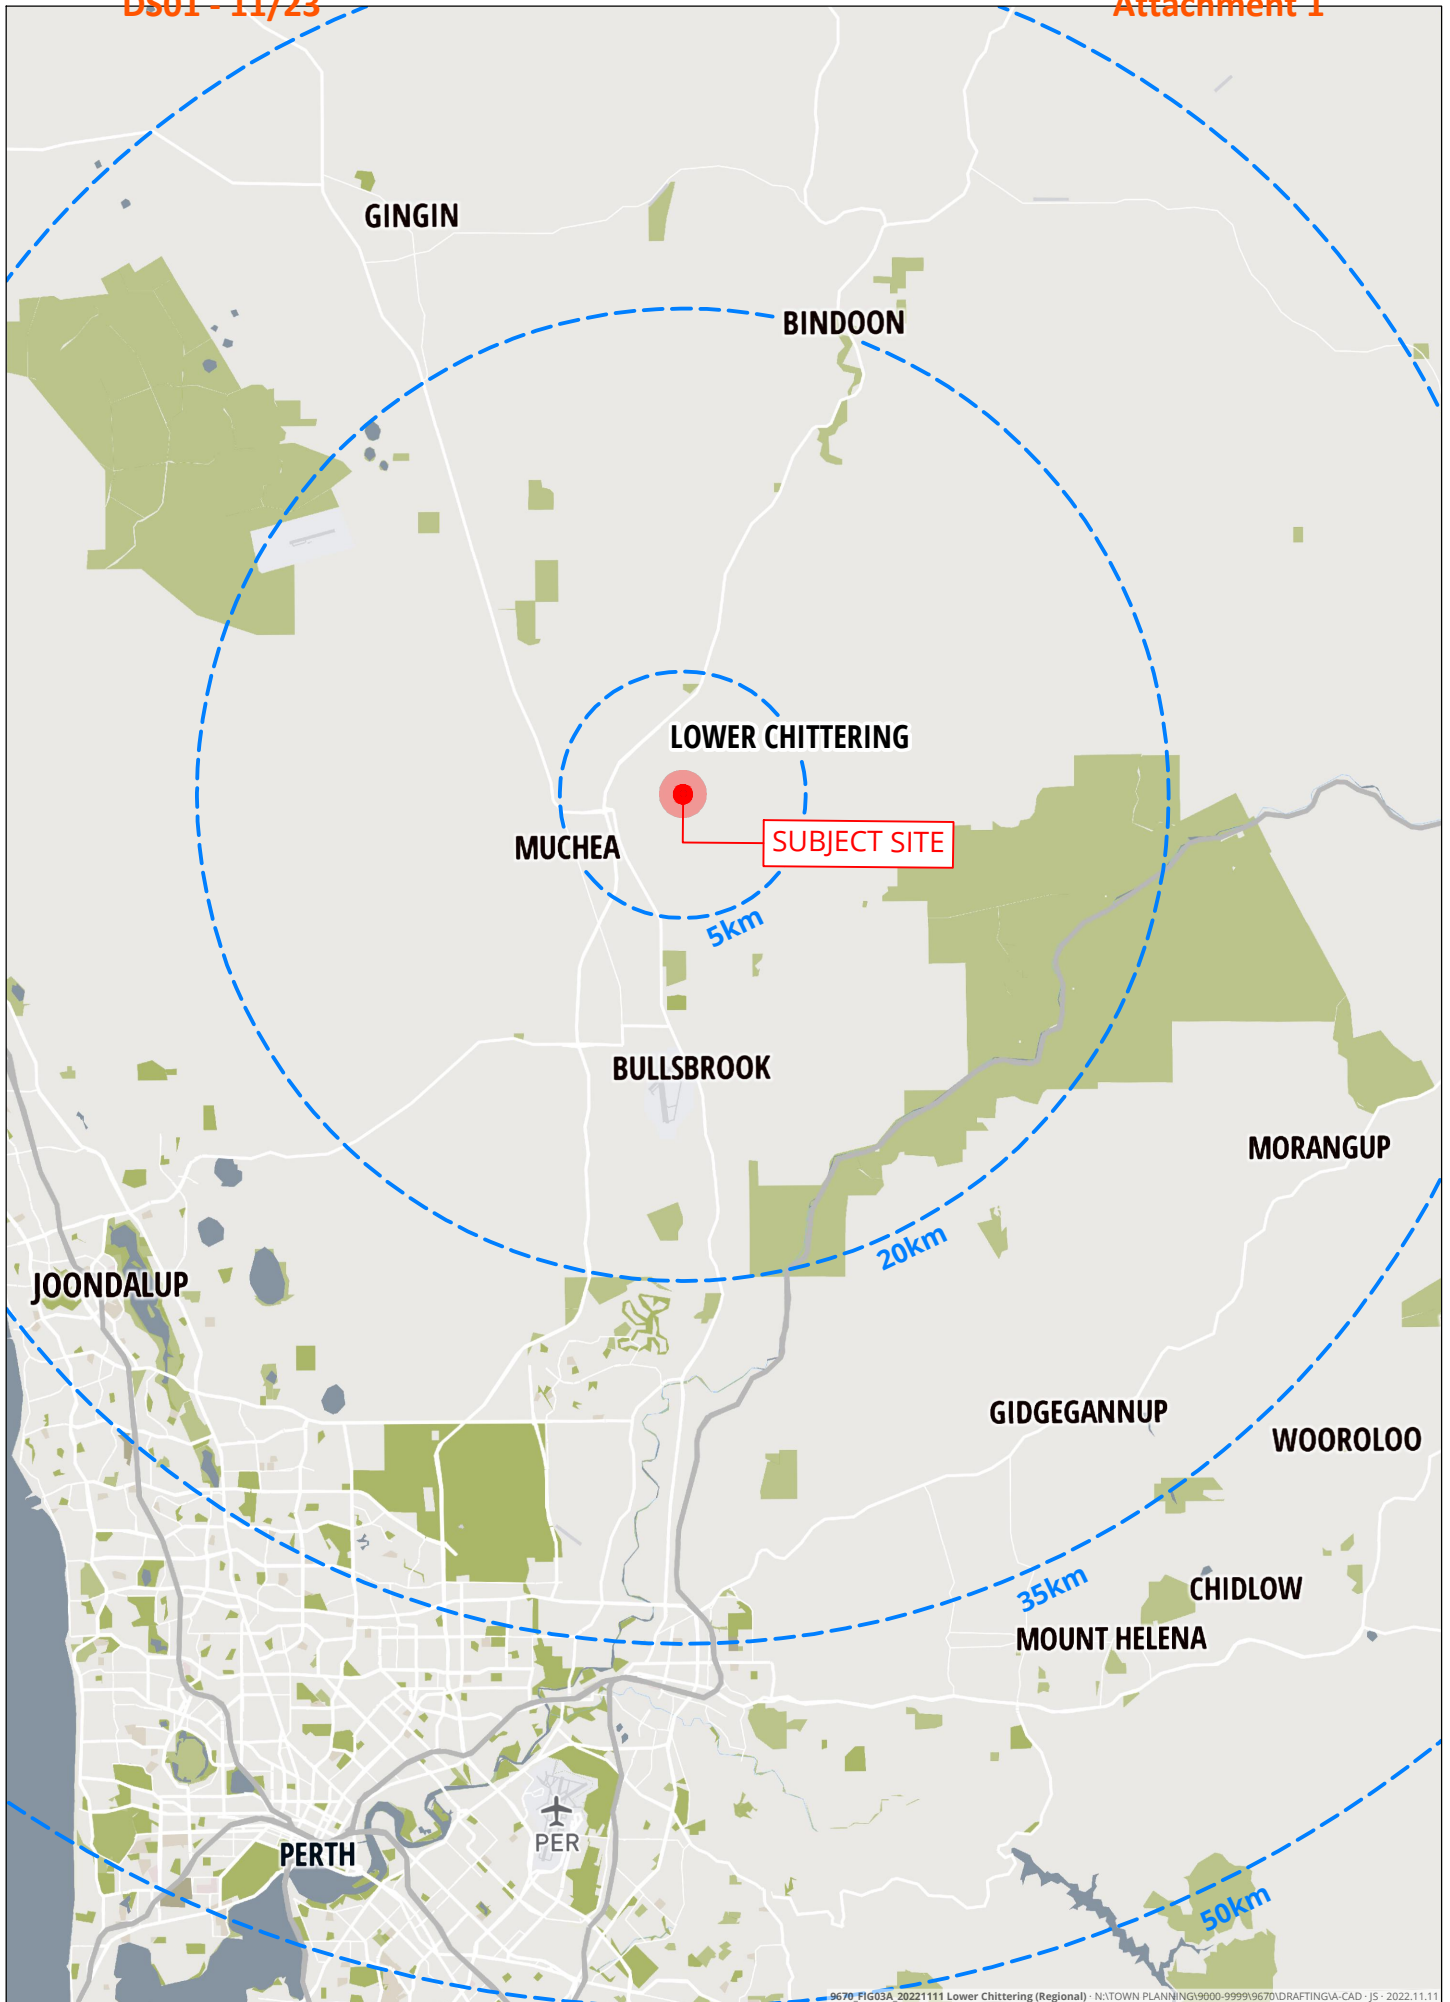 DS01 - 11/23
Attachment 1
GINGIN
BINDOON
LOWER CHITTERING
SUBJECT SITE
MUCHEA
5km
BULLSBROOK
MORANGUP
20km
JOONDALUP
GIDGEGANNUP
WOOROLOO
35km
CHIDLOW
MOUNT HELENA
PER
PERTH
50km
9670_FIG03A_20221111 Lower Chittering (Regional) · N:\TOWN PLANNING\9000-9999\9670\DRAFTING\A-CAD · JS · 2022.11.11